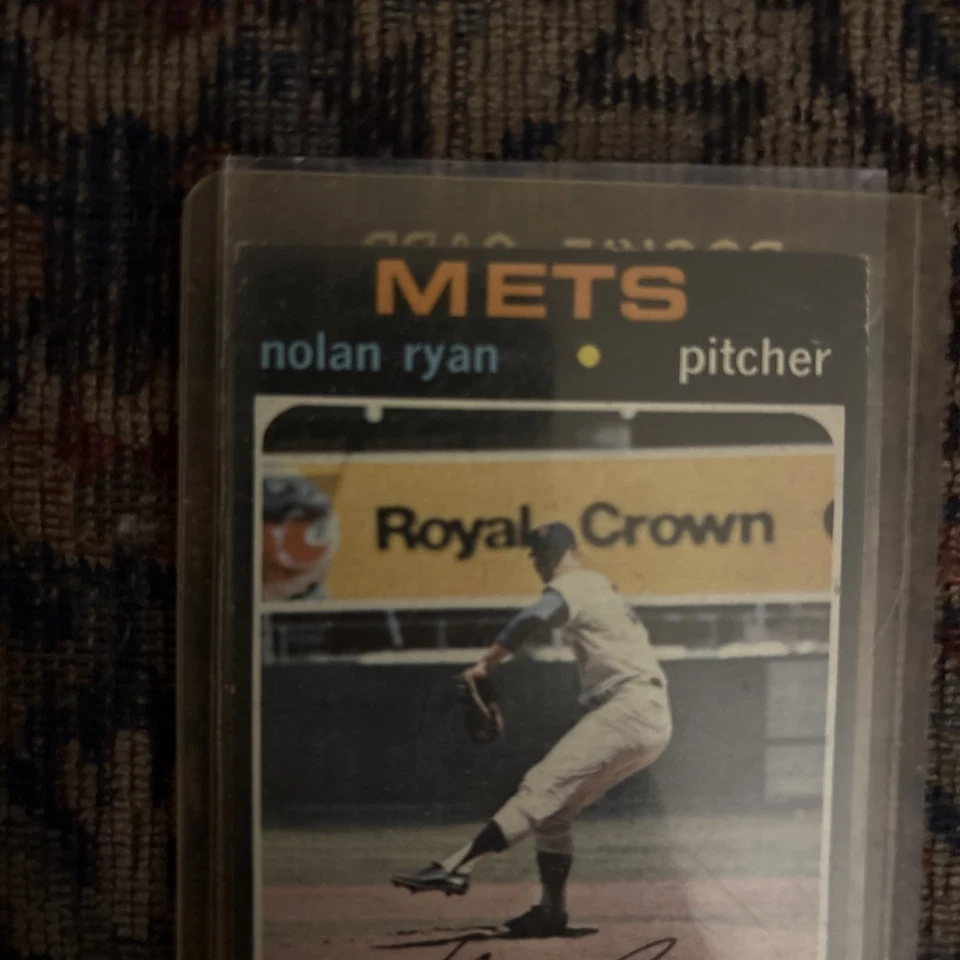 METS
nolan ryan • pitcher
Royal Crown